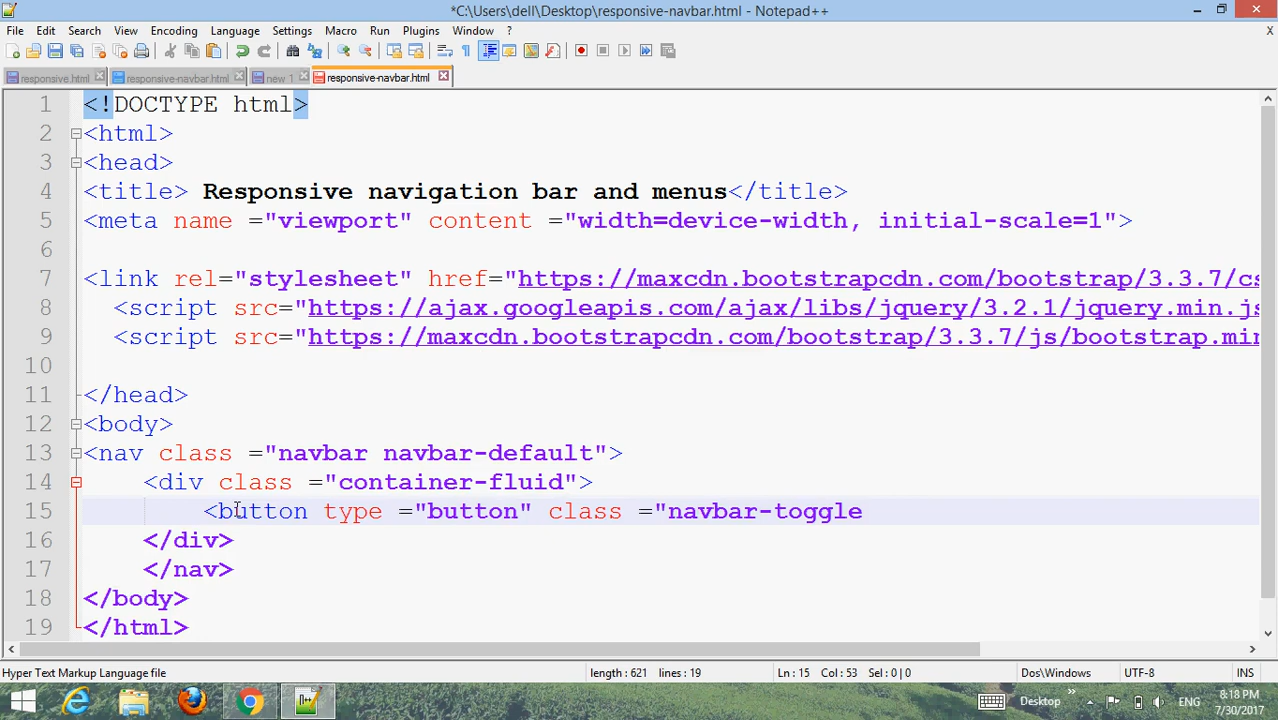 *C:\Users\dell\Desktop\responsive-navbar.html - Notepad++
File Edit Search View Encoding Language Settings Macro Run Plugins Window ? X
responsive.html responsive-navbar.html new 1 responsive-navbar.html
1 <!DOCTYPE html>
2 <html>
3 <head>
4 <title> Responsive navigation bar and menus</title>
5 <meta name ="viewport" content ="width=device-width, initial-scale=1">
6
7 <link rel="stylesheet" href="https://maxcdn.bootstrapcdn.com/bootstrap/3.3.7/cs
8 <script src="https://ajax.googleapis.com/ajax/libs/jquery/3.2.1/jquery.min.js
9 <script src="https://maxcdn.bootstrapcdn.com/bootstrap/3.3.7/js/bootstrap.min
10
11 </head>
12 <body>
13 <nav class ="navbar navbar-default">
14 <div class ="container-fluid">
15 <button type ="button" class ="navbar-toggle
16 </div>
17 </nav>
18 </body>
19 </html>
Hyper Text Markup Language file length : 621 lines : 19 Ln : 15 Col : 53 Sel : 0 | 0 Dos\Windows UTF-8 INS
Desktop ENG 8:18 PM
7/30/2017